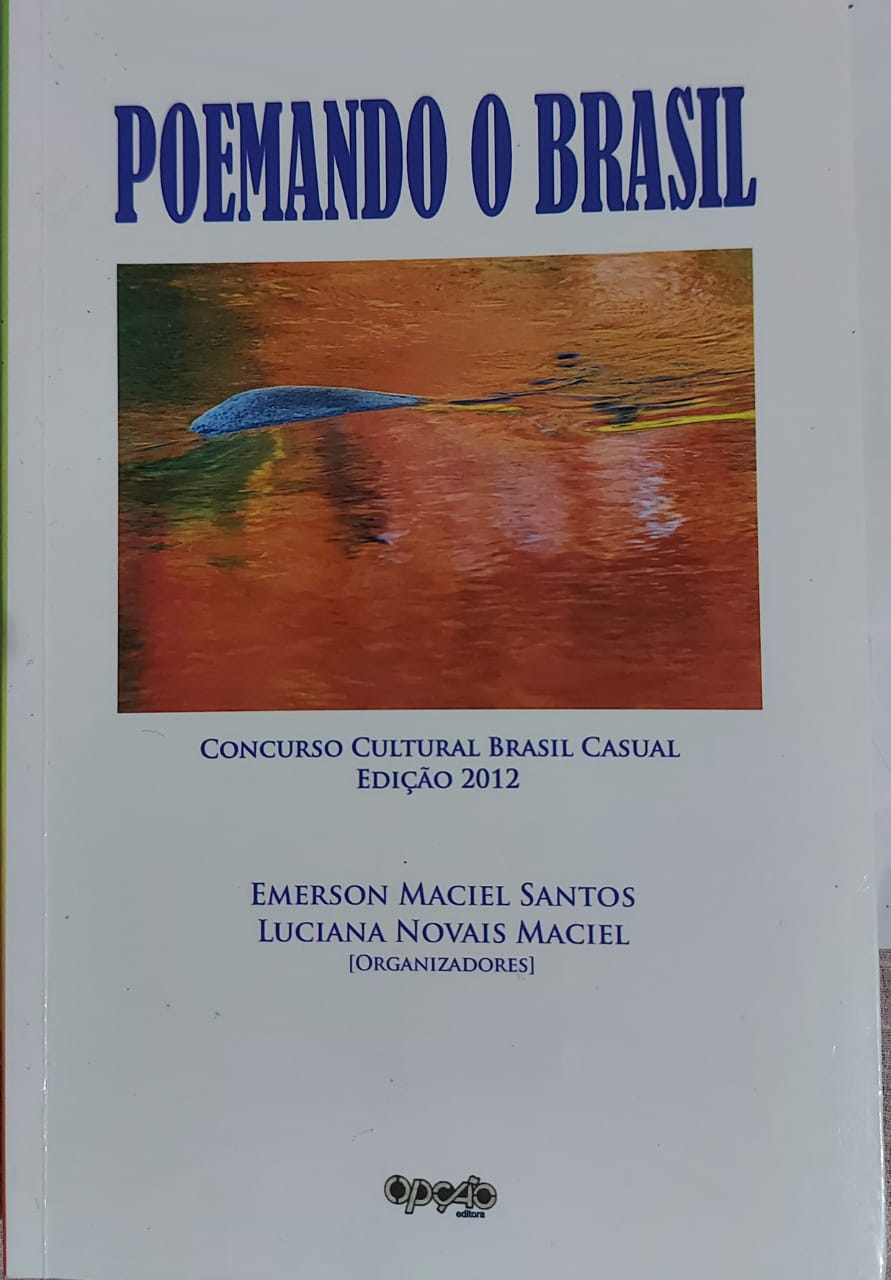 POEMANDO O BRASIL
CONCURSO CULTURAL BRASIL CASUAL
EDIÇÃO 2012
EMERSON MACIEL SANTOS
LUCIANA NOVAIS MACIEL
[ORGANIZADORES]
OPÇÃO
editora